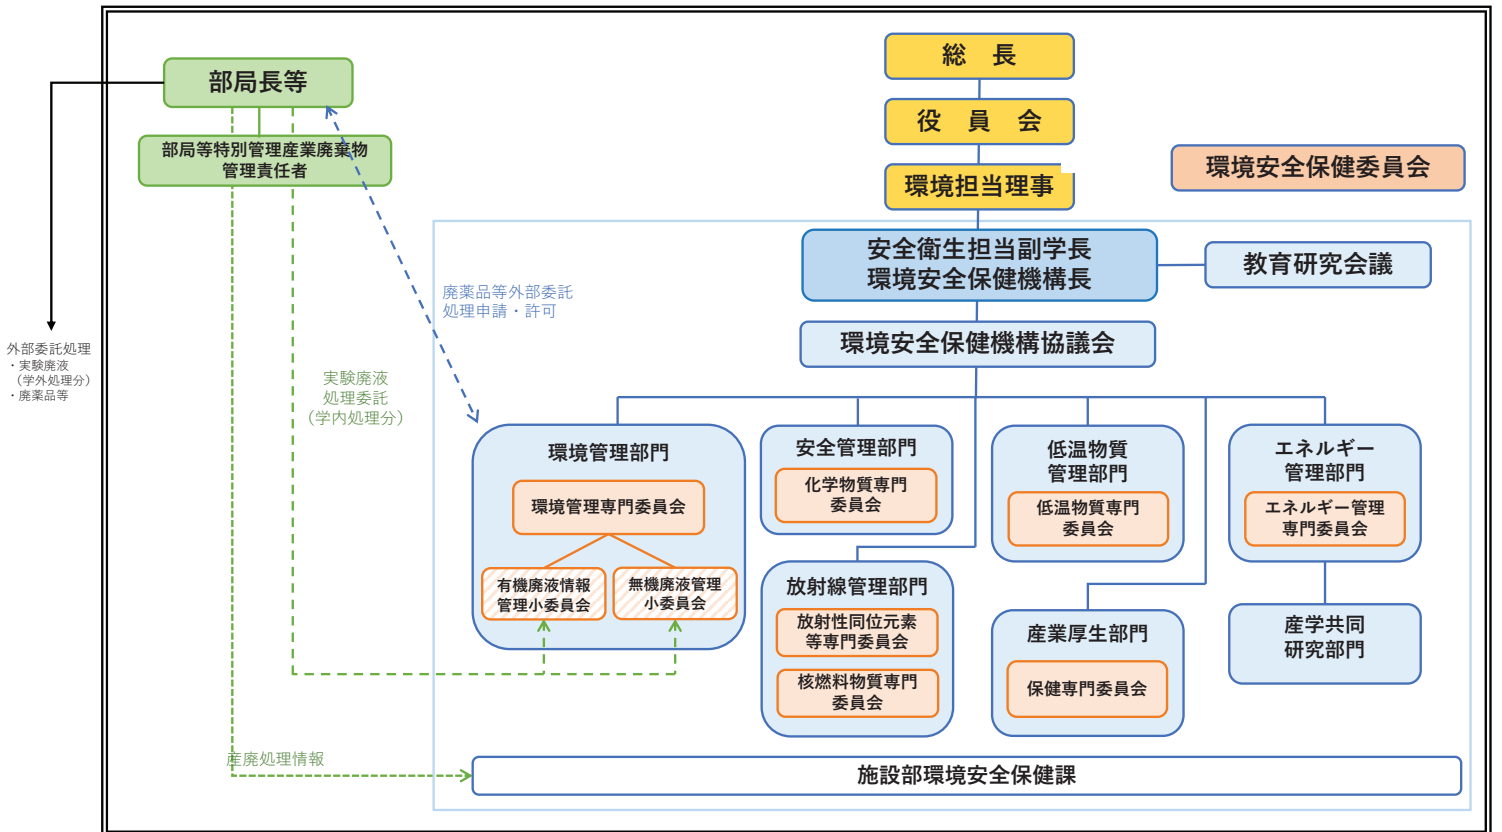 総　長
役　員　会
環境担当理事
環境安全保健委員会
部局長等
部局等特別管理産業廃棄物
管理責任者
安全衛生担当副学長
環境安全保健機構長
教育研究会議
環境安全保健機構協議会
廃薬品等外部委託
処理申請・許可
外部委託処理
・実験廃液
（学外処理分）
・廃薬品等
実験廃液
処理委託
（学内処理分）
環境管理部門
環境管理専門委員会
有機廃液情報
管理小委員会
無機廃液管理
小委員会
安全管理部門
化学物質専門
委員会
放射線管理部門
放射性同位元素
等専門委員会
核燃料物質専門
委員会
低温物質
管理部門
低温物質専門
委員会
産業厚生部門
保健専門委員会
エネルギー
管理部門
エネルギー管理
専門委員会
産学共同
研究部門
産廃処理情報
施設部環境安全保健課